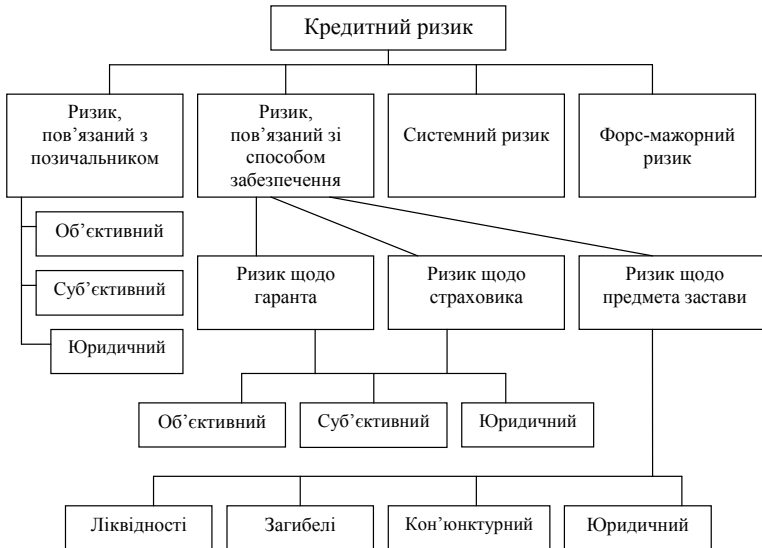 Кредитний ризик
Ризик,
пов’язаний з
позичальником
Ризик,
пов’язаний зі
способом
забезпечення
Системний ризик
Форс-мажорний
ризик
Об’єктивний
Суб’єктивний
Юридичний
Ризик щодо
гаранта
Ризик щодо
страховика
Ризик щодо
предмета застави
Об’єктивний
Суб’єктивний
Юридичний
Ліквідності
Загибелі
Кон’юнктурний
Юридичний